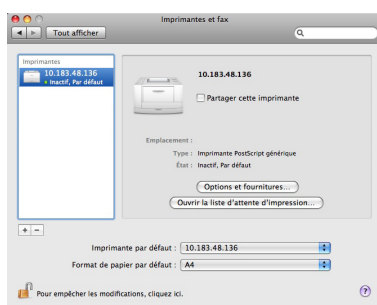 Imprimantes et fax
Tout afficher
Imprimantes
10.183.48.136
Inactif, Par défaut
10.183.48.136
Partager cette imprimante
Emplacement :
Type : Imprimante PostScript générique
État : Inactif, Par défaut
Options et fournitures...
Ouvrir la liste d'attente d'impression...
+ −
Imprimante par défaut : 10.183.48.136
Format de papier par défaut : A4
Pour empêcher les modifications, cliquez ici.
?